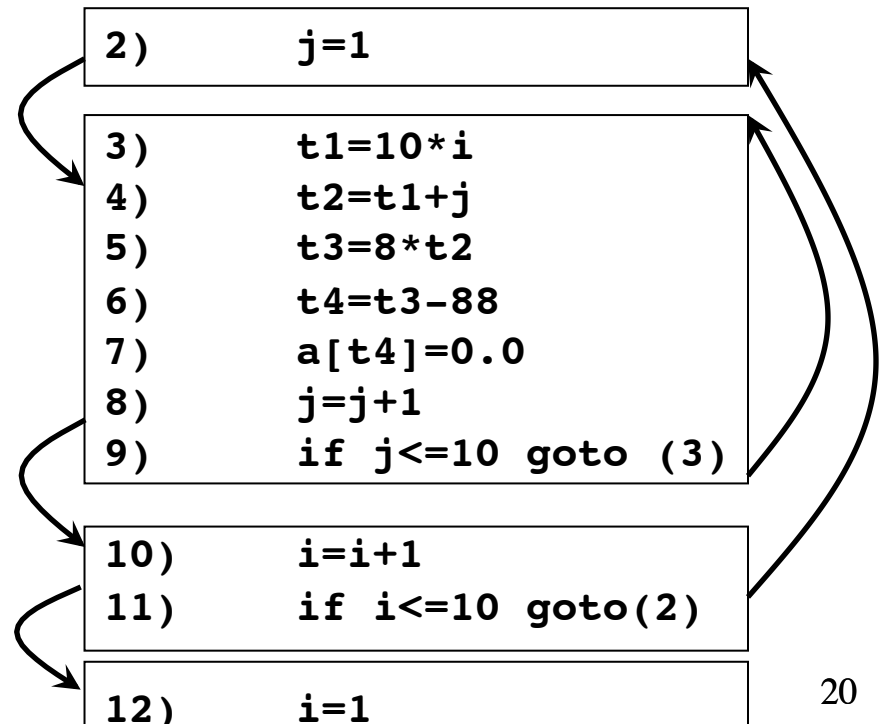 2) j=1
3) t1=10*i
4) t2=t1+j
5) t3=8*t2
6) t4=t3-88
7) a[t4]=0.0
8) j=j+1
9) if j<=10 goto (3)
10) i=i+1
11) if i<=10 goto(2)
12) i=1
20